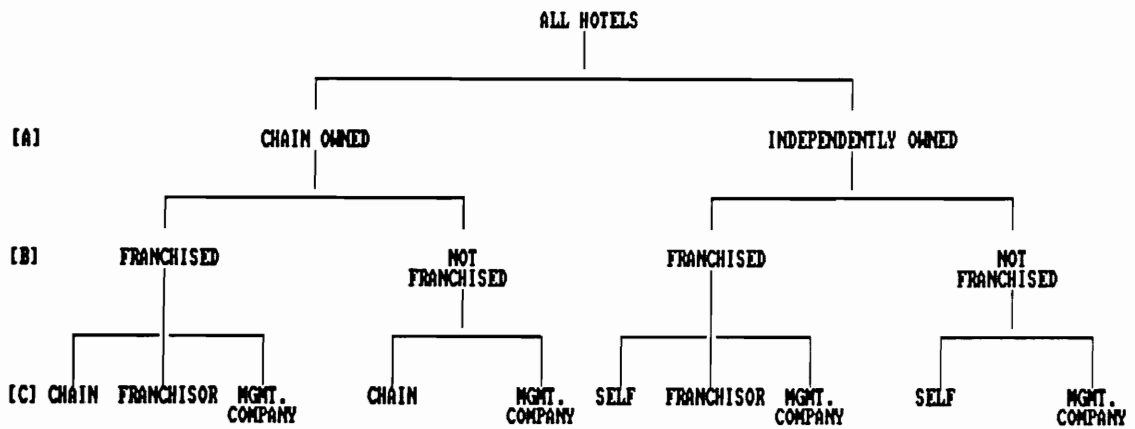 ALL HOTELS
[A] CHAIN OWNED INDEPENDENTLY OWNED
[B] FRANCHISED NOT FRANCHISED NOT
FRANCHISED FRANCHISED
[C] CHAIN FRANCHISOR MGMT. CHAIN MGMT. SELF FRANCHISOR MGMT. SELF MGMT.
COMPANY COMPANY COMPANY COMPANY